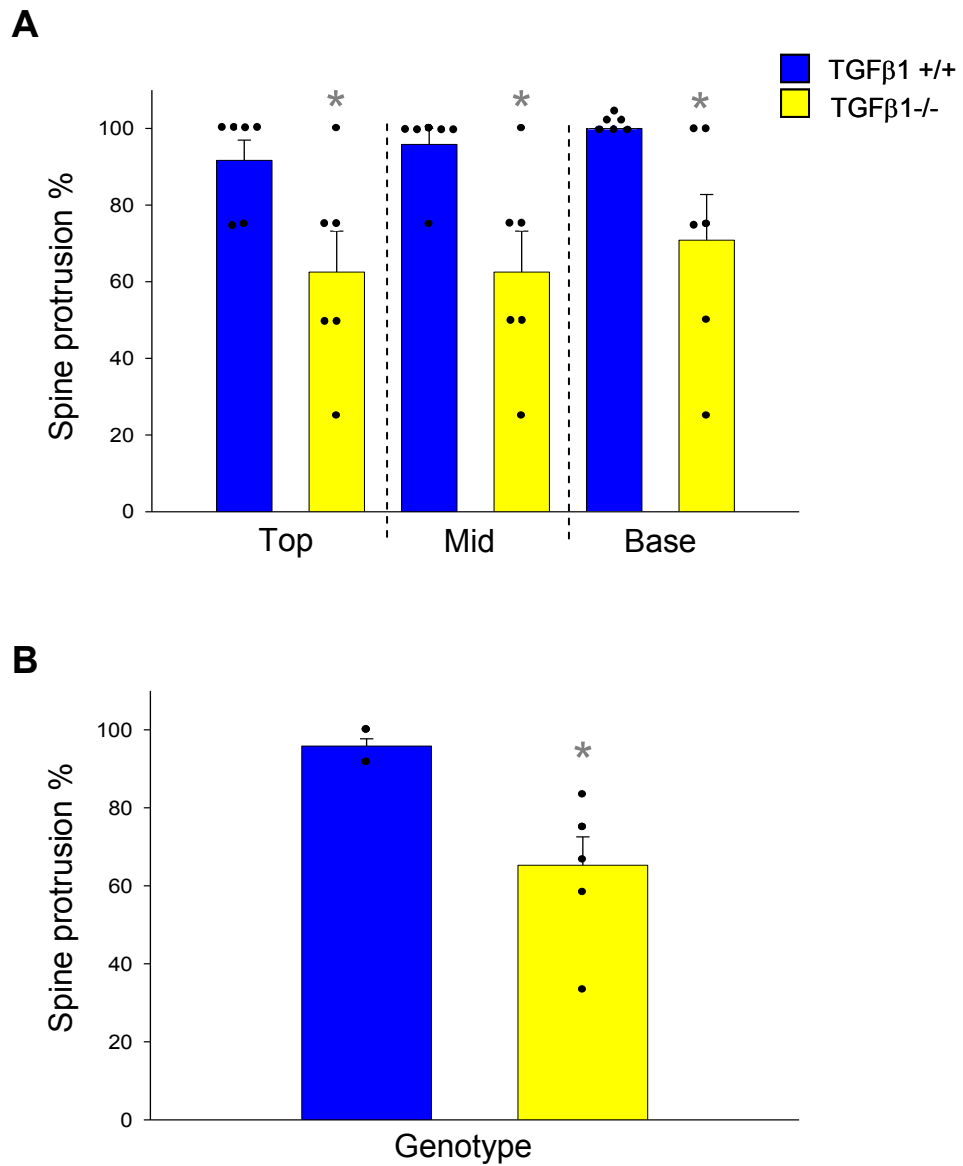 A
TGFβ1 +/+
TGFβ1-/-
* * *
Spine protrusion %
100
80
60
40
20
0
Top Mid Base
B
*
Spine protrusion %
100
80
60
40
20
0
Genotype